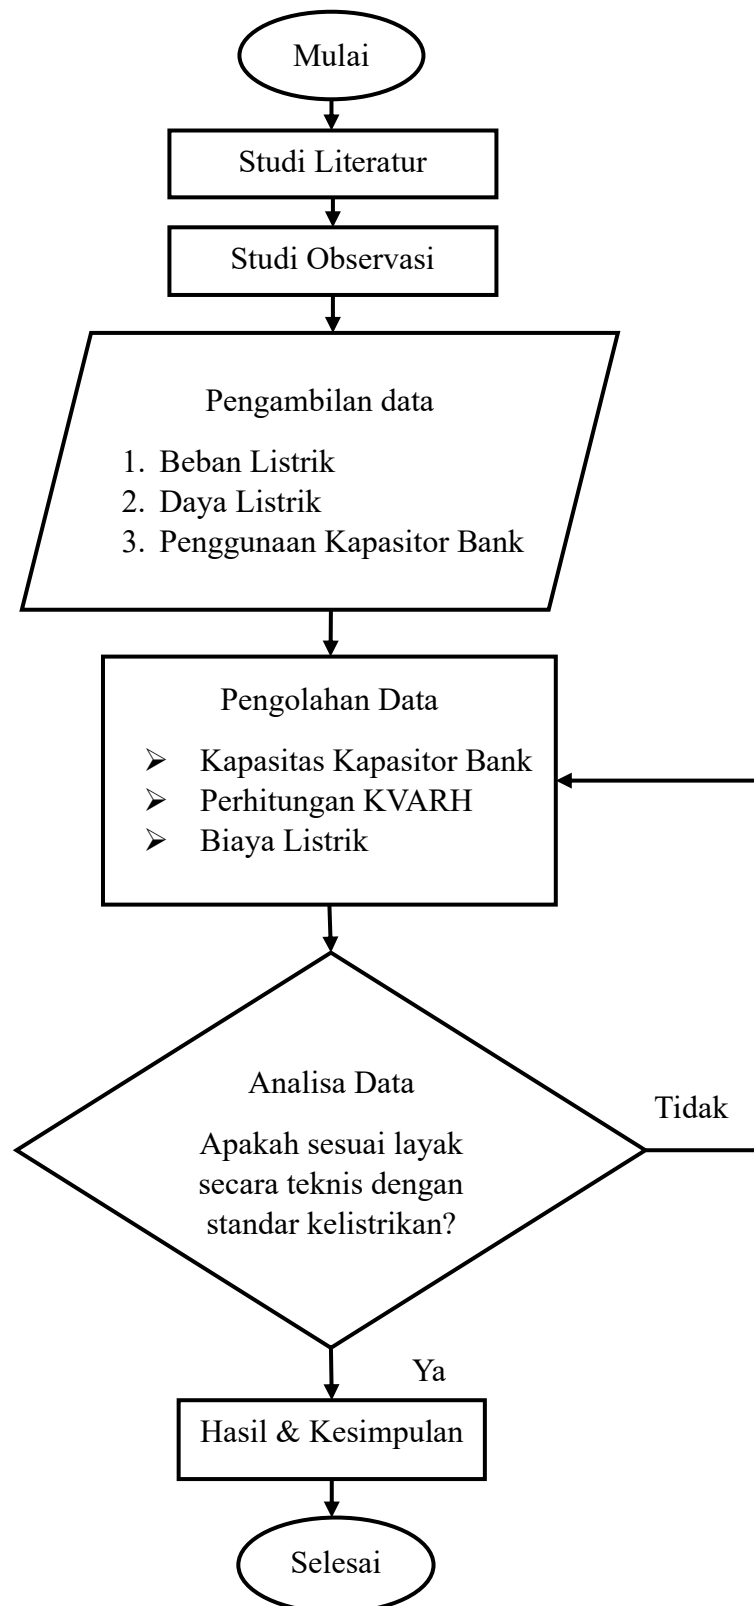 Mulai
Studi Literatur
Studi Observasi
Pengambilan data
1. Beban Listrik
2. Daya Listrik
3. Penggunaan Kapasitor Bank
Pengolahan Data
➢ Kapasitas Kapasitor Bank
➢ Perhitungan KVARH
➢ Biaya Listrik
Analisa Data
Apakah sesuai layak
secara teknis dengan
standar kelistrikan?
Tidak
Ya
Hasil & Kesimpulan
Selesai